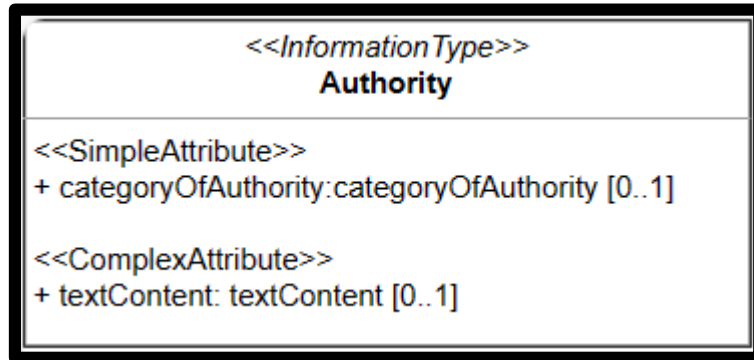 <<InformationType>>
Authority
<<SimpleAttribute>>
+ categoryOfAuthority:categoryOfAuthority [0..1]
<<ComplexAttribute>>
+ textContent: textContent [0..1]